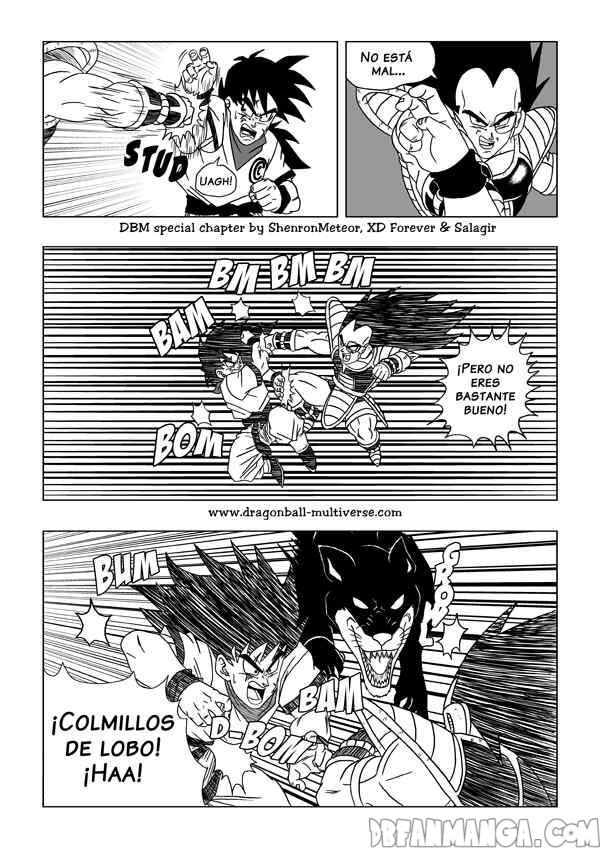 STUD
UAGH!
NO ESTÁ
MAL...
DBM special chapter by ShenronMeteor, XD Forever & Salagir
BM BM BM
BAM
¡PERO NO
ERES
BASTANTE
BUENO!
BOM
www.dragonball-multiverse.com
BUM
BAM
BOM!
¡COLMILLOS
DE LOBO!
¡HAA!
DBFANMANGA.COM